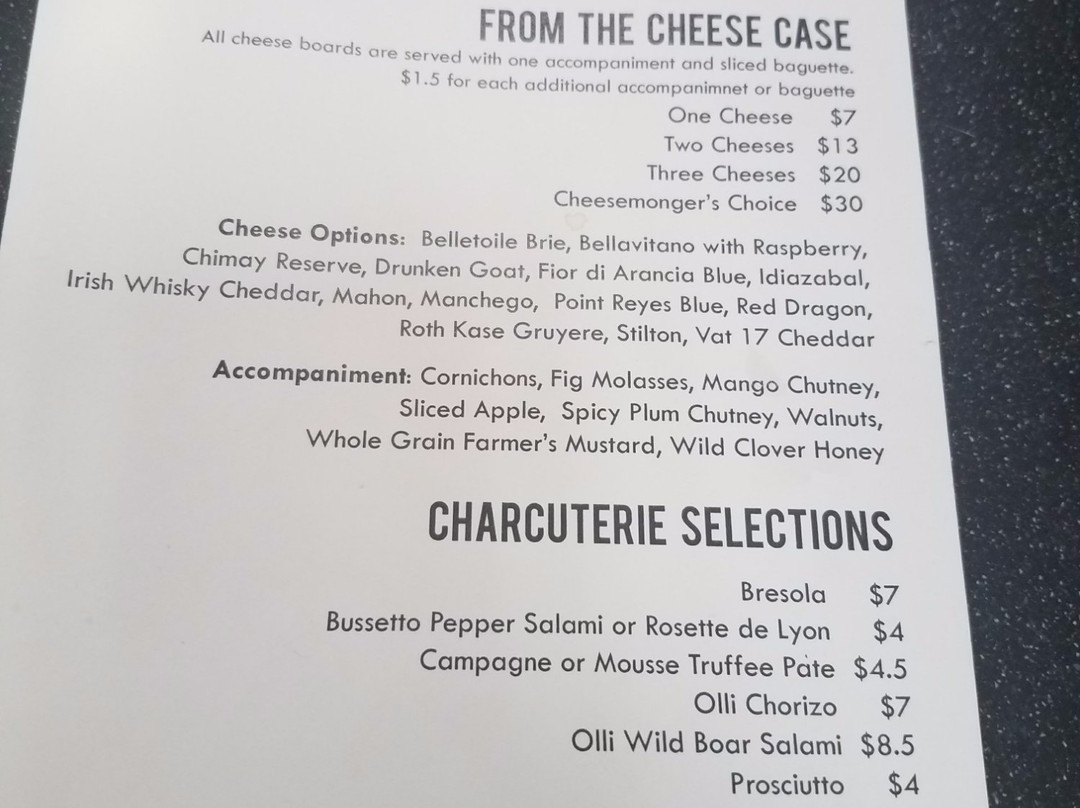 FROM THE CHEESE CASE
All cheese boards are served with one accompaniment and sliced baguette.
$1.5 for each additional accompanimnet or baguette
One Cheese $7
Two Cheeses $13
Three Cheeses $20
Cheesemonger's Choice $30
Cheese Options: Belletoile Brie, Bellavitano with Raspberry,
Chimay Reserve, Drunken Goat, Fior di Arancia Blue, Idiazabal,
Irish Whisky Cheddar, Mahon, Manchego, Point Reyes Blue, Red Dragon,
Roth Kase Gruyere, Stilton, Vat 17 Cheddar
Accompaniment: Cornichons, Fig Molasses, Mango Chutney,
Sliced Apple, Spicy Plum Chutney, Walnuts,
Whole Grain Farmer's Mustard, Wild Clover Honey
CHARCUTERIE SELECTIONS
Bresola $7
Bussetto Pepper Salami or Rosette de Lyon $4
Campagne or Mousse Truffee Pate $4.5
Olli Chorizo $7
Olli Wild Boar Salami $8.5
Prosciutto $4